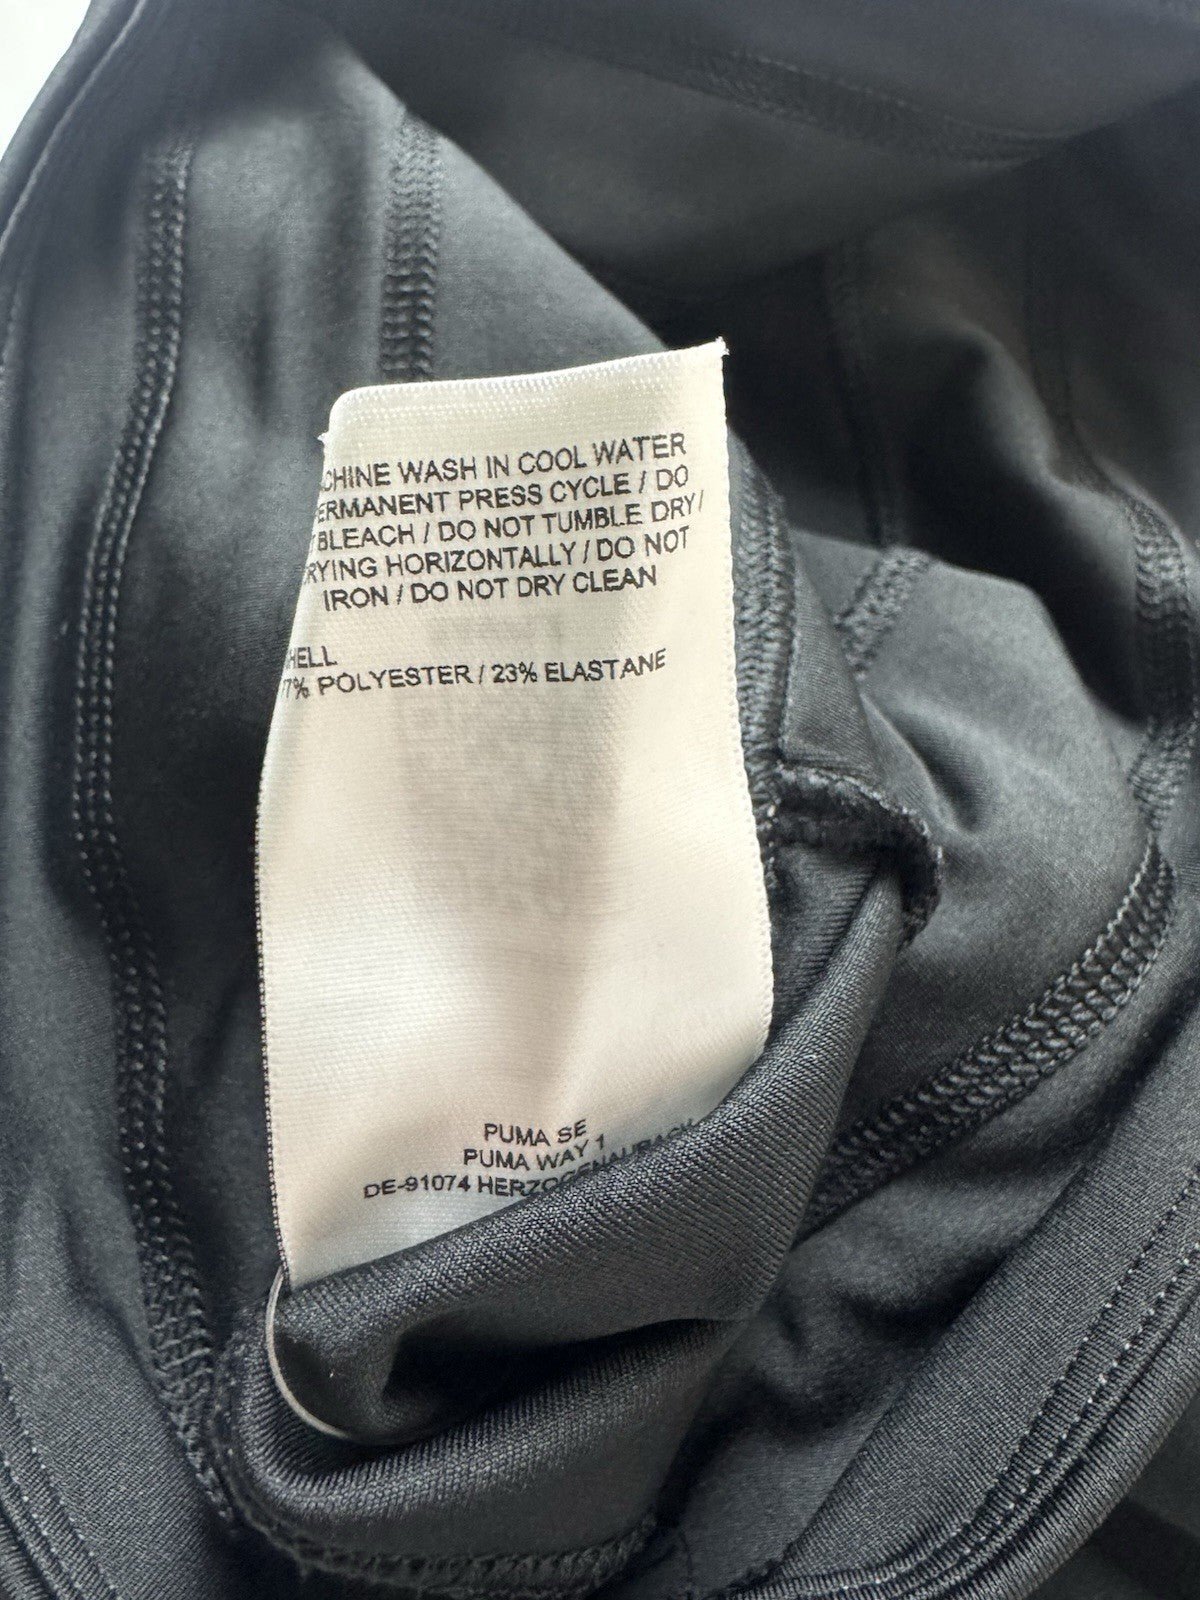 CHINE WASH IN COOL WATER
ERMANENT PRESS CYCLE / DO
BLEACH / DO NOT TUMBLE DRY/
RYING HORIZONTALLY / DO NOT
IRON / DO NOT DRY CLEAN
HELL
7% POLYESTER / 23% ELASTANE
PUMA SE
PUMA WAY 1
DE-91074 HERZOGENAURACH